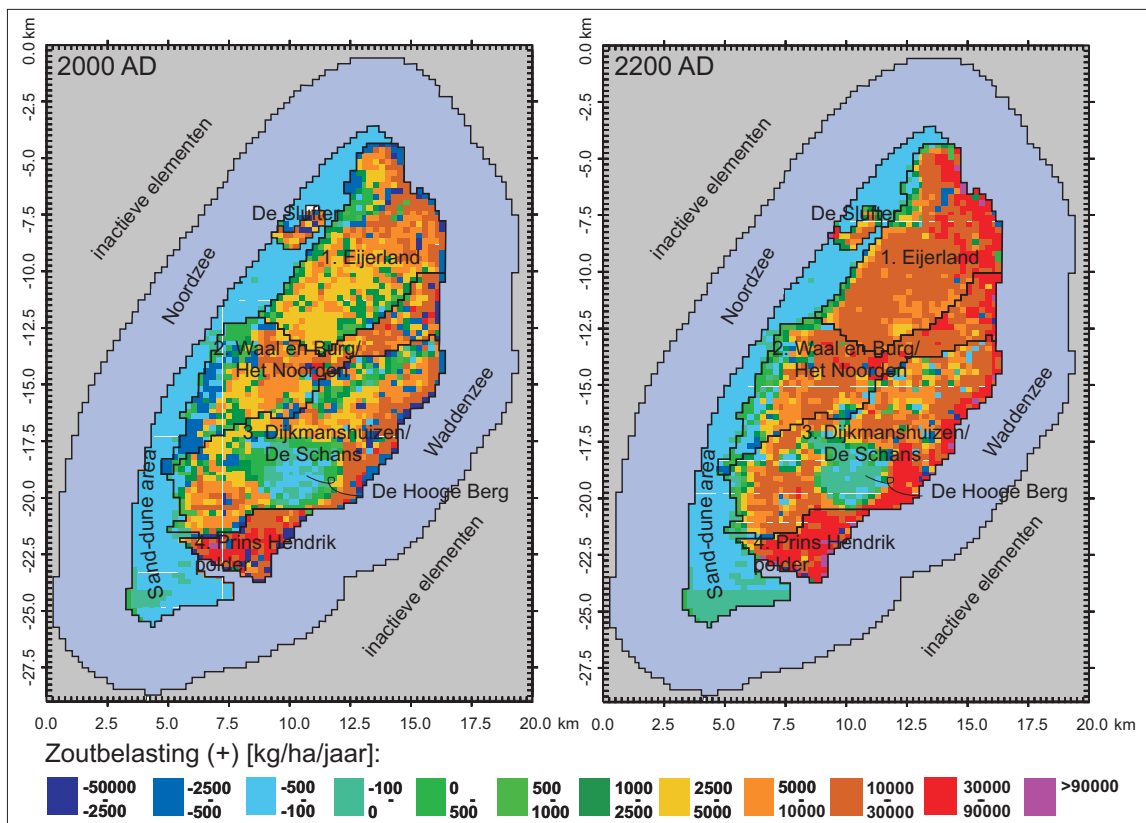 0.0 km
-2.5
-5.0
-7.5
-10.0
-12.5
-15.0
-17.5
-20.0
-22.5
-25.0
-27.5
2000 AD
inactieve elementen
Noordzee
De Slufter
1. Eijerland
2. Waal en Burg/
Het Noorden
3. Dijkmanshuizen/
De Schans
Waddenzee
De Hooge Berg
Sand-dune area
4. Prins Hendrik
polder
inactieve elementen
0.0 2.5 5.0 7.5 10.0 12.5 15.0 17.5 20.0 km
0.0 km
-2.5
-5.0
-7.5
-10.0
-12.5
-15.0
-17.5
-20.0
-22.5
-25.0
-27.5
2200 AD
inactieve elementen
Noordzee
De Slufter
1. Eijerland
2. Waal en Burg/
Het Noorden
3. Dijkmanshuizen/
De Schans
Waddenzee
De Hooge Berg
Sand-dune area
4. Prins Hendrik
polder
inactieve elementen
0.0 2.5 5.0 7.5 10.0 12.5 15.0 17.5 20.0 km
Zoutbelasting (+) [kg/ha/jaar]:
-50000 - -2500
-2500 - -500
-500 - -100
-100 - 0
0 - 500
500 - 1000
1000 - 2500
2500 - 5000
5000 - 10000
10000 - 30000
30000 - 90000
>90000